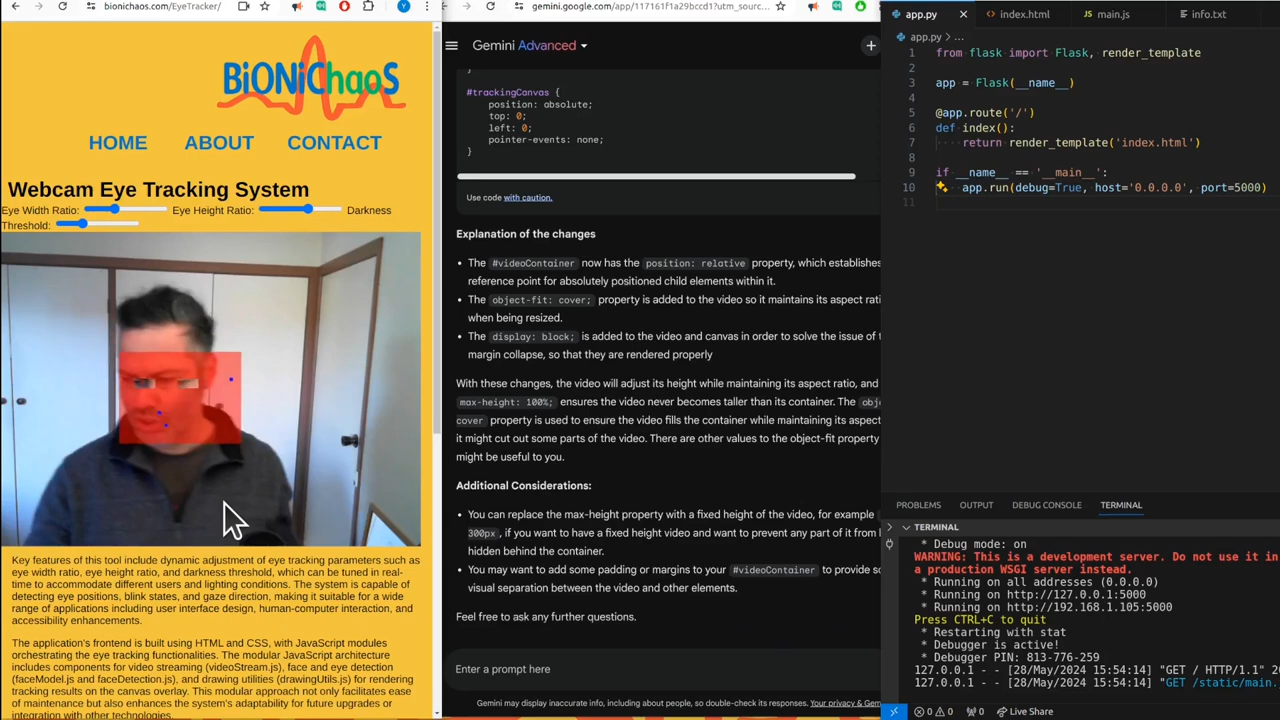 bionichaos.com/EyeTracker/
BiONiChaoS
HOME ABOUT CONTACT
Webcam Eye Tracking System
Eye Width Ratio: Eye Height Ratio: Darkness
Threshold:
Key features of this tool include dynamic adjustment of eye tracking parameters such as
eye width ratio, eye height ratio, and darkness threshold, which can be tuned in real-
time to accommodate different users and lighting conditions. The system is capable of
detecting eye positions, blink states, and gaze direction, making it suitable for a wide
range of applications including user interface design, human-computer interaction, and
accessibility enhancements.
The application's frontend is built using HTML and CSS, with JavaScript modules
orchestrating the eye tracking functionalities. The modular JavaScript architecture
includes components for video streaming (videoStream.js), face and eye detection
(faceModel.js and faceDetection.js), and drawing utilities (drawingUtils.js) for rendering
tracking results on the canvas overlay. This modular approach not only facilitates ease
of maintenance but also enhances the system's adaptability for future upgrades or
integration with other technologies.
gemini.google.com/app/117161f1a29bccd1?utm_sourc...
Gemini Advanced
}
#trackingCanvas {
position: absolute;
top: 0;
left: 0;
pointer-events: none;
}
Use code with caution.
Explanation of the changes
• The #videoContainer now has the position: relative property, which establishes
reference point for absolutely positioned child elements within it.
• The object-fit: cover; property is added to the video so it maintains its aspect rati
when being resized.
• The display: block; is added to the video and canvas in order to solve the issue of t
margin collapse, so that they are rendered properly
With these changes, the video will adjust its height while maintaining its aspect ratio, and
max-height: 100%; ensures the video never becomes taller than its container. The obj
cover property is used to ensure the video fills the container while maintaining its aspec
it might cut out some parts of the video. There are other values to the object-fit property
might be useful to you.
Additional Considerations:
• You can replace the max-height property with a fixed height of the video, for example
300px, if you want to have a fixed height video and want to prevent any part of it from
hidden behind the container.
• You may want to add some padding or margins to your #videoContainer to provide so
visual separation between the video and other elements.
Feel free to ask any further questions.
Enter a prompt here
Gemini may display inaccurate info, including about people, so double-check its responses. Your privacy & Gem
app.py index.html main.js info.txt
app.py > ...
1 from flask import Flask, render_template
2
3 app = Flask(__name__)
4
5 @app.route('/')
6 def index():
7 return render_template('index.html')
8
9 if __name__ == '__main__':
10 app.run(debug=True, host='0.0.0.0', port=5000)
11
PROBLEMS OUTPUT DEBUG CONSOLE TERMINAL
TERMINAL
* Debug mode: on
WARNING: This is a development server. Do not use it in
a production WSGI server instead.
* Running on all addresses (0.0.0.0)
* Running on http://127.0.0.1:5000
* Running on http://192.168.1.105:5000
Press CTRL+C to quit
* Restarting with stat
* Debugger is active!
* Debugger PIN: 813-776-259
127.0.0.1 - - [28/May/2024 15:54:14] "GET / HTTP/1.1" 2
127.0.0.1 - - [28/May/2024 15:54:14] "GET /static/main.
0 0 0 Live Share